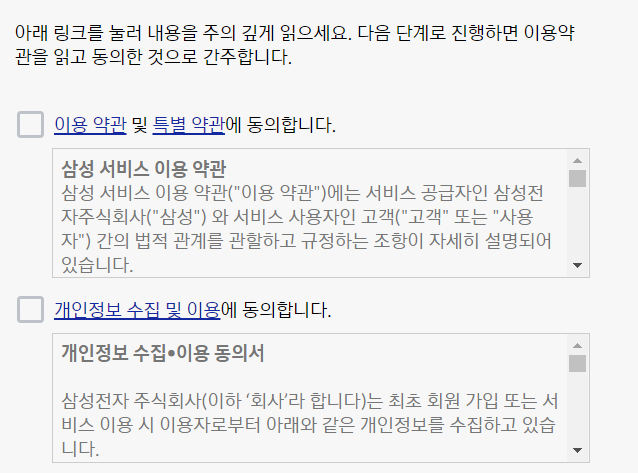 아래 링크를 눌러 내용을 주의 깊게 읽으세요. 다음 단계로 진행하면 이용약
관을 읽고 동의한 것으로 간주합니다.
이용 약관 및 특별 약관에 동의합니다.
삼성 서비스 이용 약관
삼성 서비스 이용 약관("이용 약관")에는 서비스 공급자인 삼성전
자주식회사("삼성") 와 서비스 사용자인 고객("고객" 또는 "사용
자") 간의 법적 관계를 관할하고 규정하는 조항이 자세히 설명되어
있습니다.
개인정보 수집 및 이용에 동의합니다.
개인정보 수집•이용 동의서
삼성전자 주식회사(이하 ‘회사’라 합니다)는 최초 회원 가입 또는 서
비스 이용 시 이용자로부터 아래와 같은 개인정보를 수집하고 있습
니다.